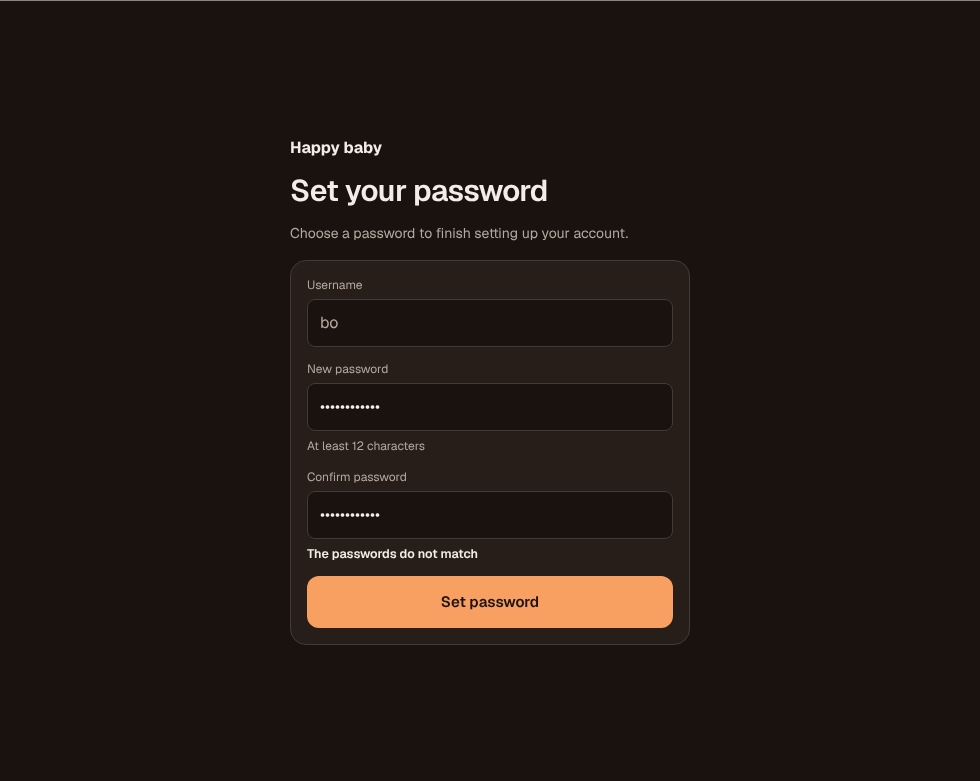 Happy baby
Set your password
Choose a password to finish setting up your account.
Username
bo
New password
••••••••••••
At least 12 characters
Confirm password
••••••••••••
The passwords do not match
Set password